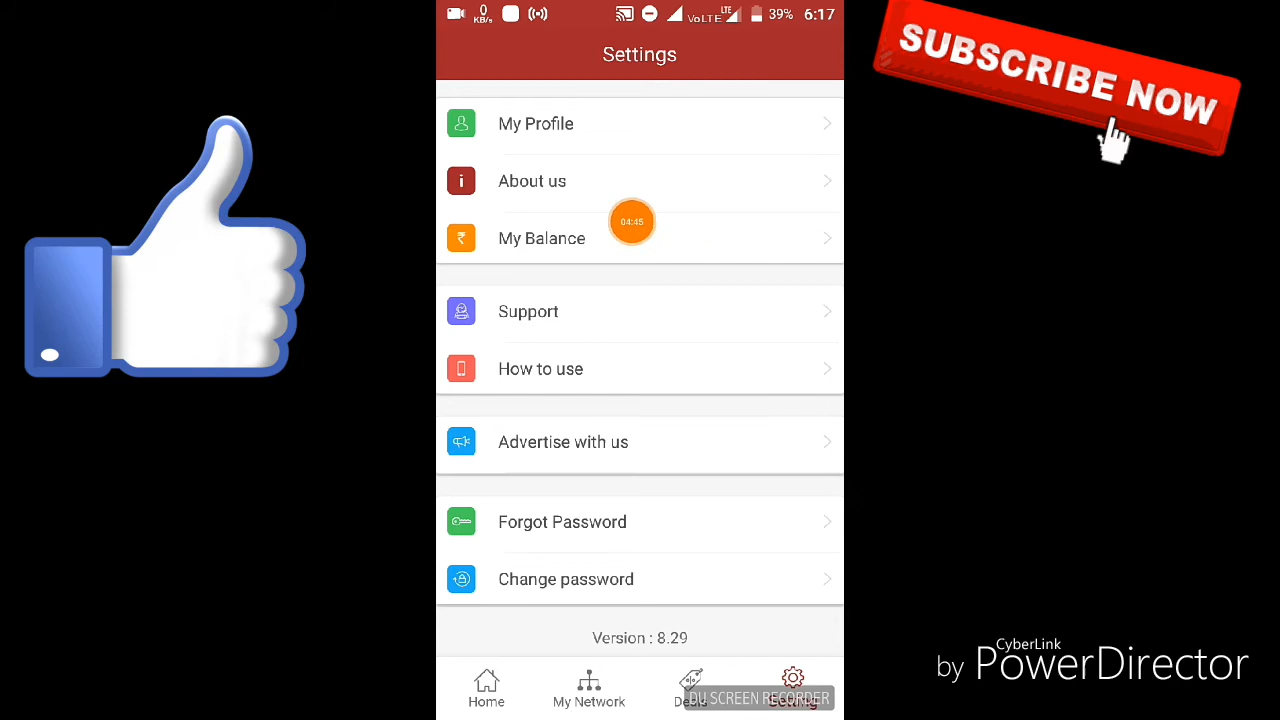 0
KB/s
VoLTE
LTE
39%
6:17
Settings
SUBSCRIBE NOW
My Profile
i
About us
04:45
₹
My Balance
Support
How to use
Advertise with us
Forgot Password
Change password
Version : 8.29
Home
My Network
DU SCREEN RECORDER
CyberLink
by PowerDirector